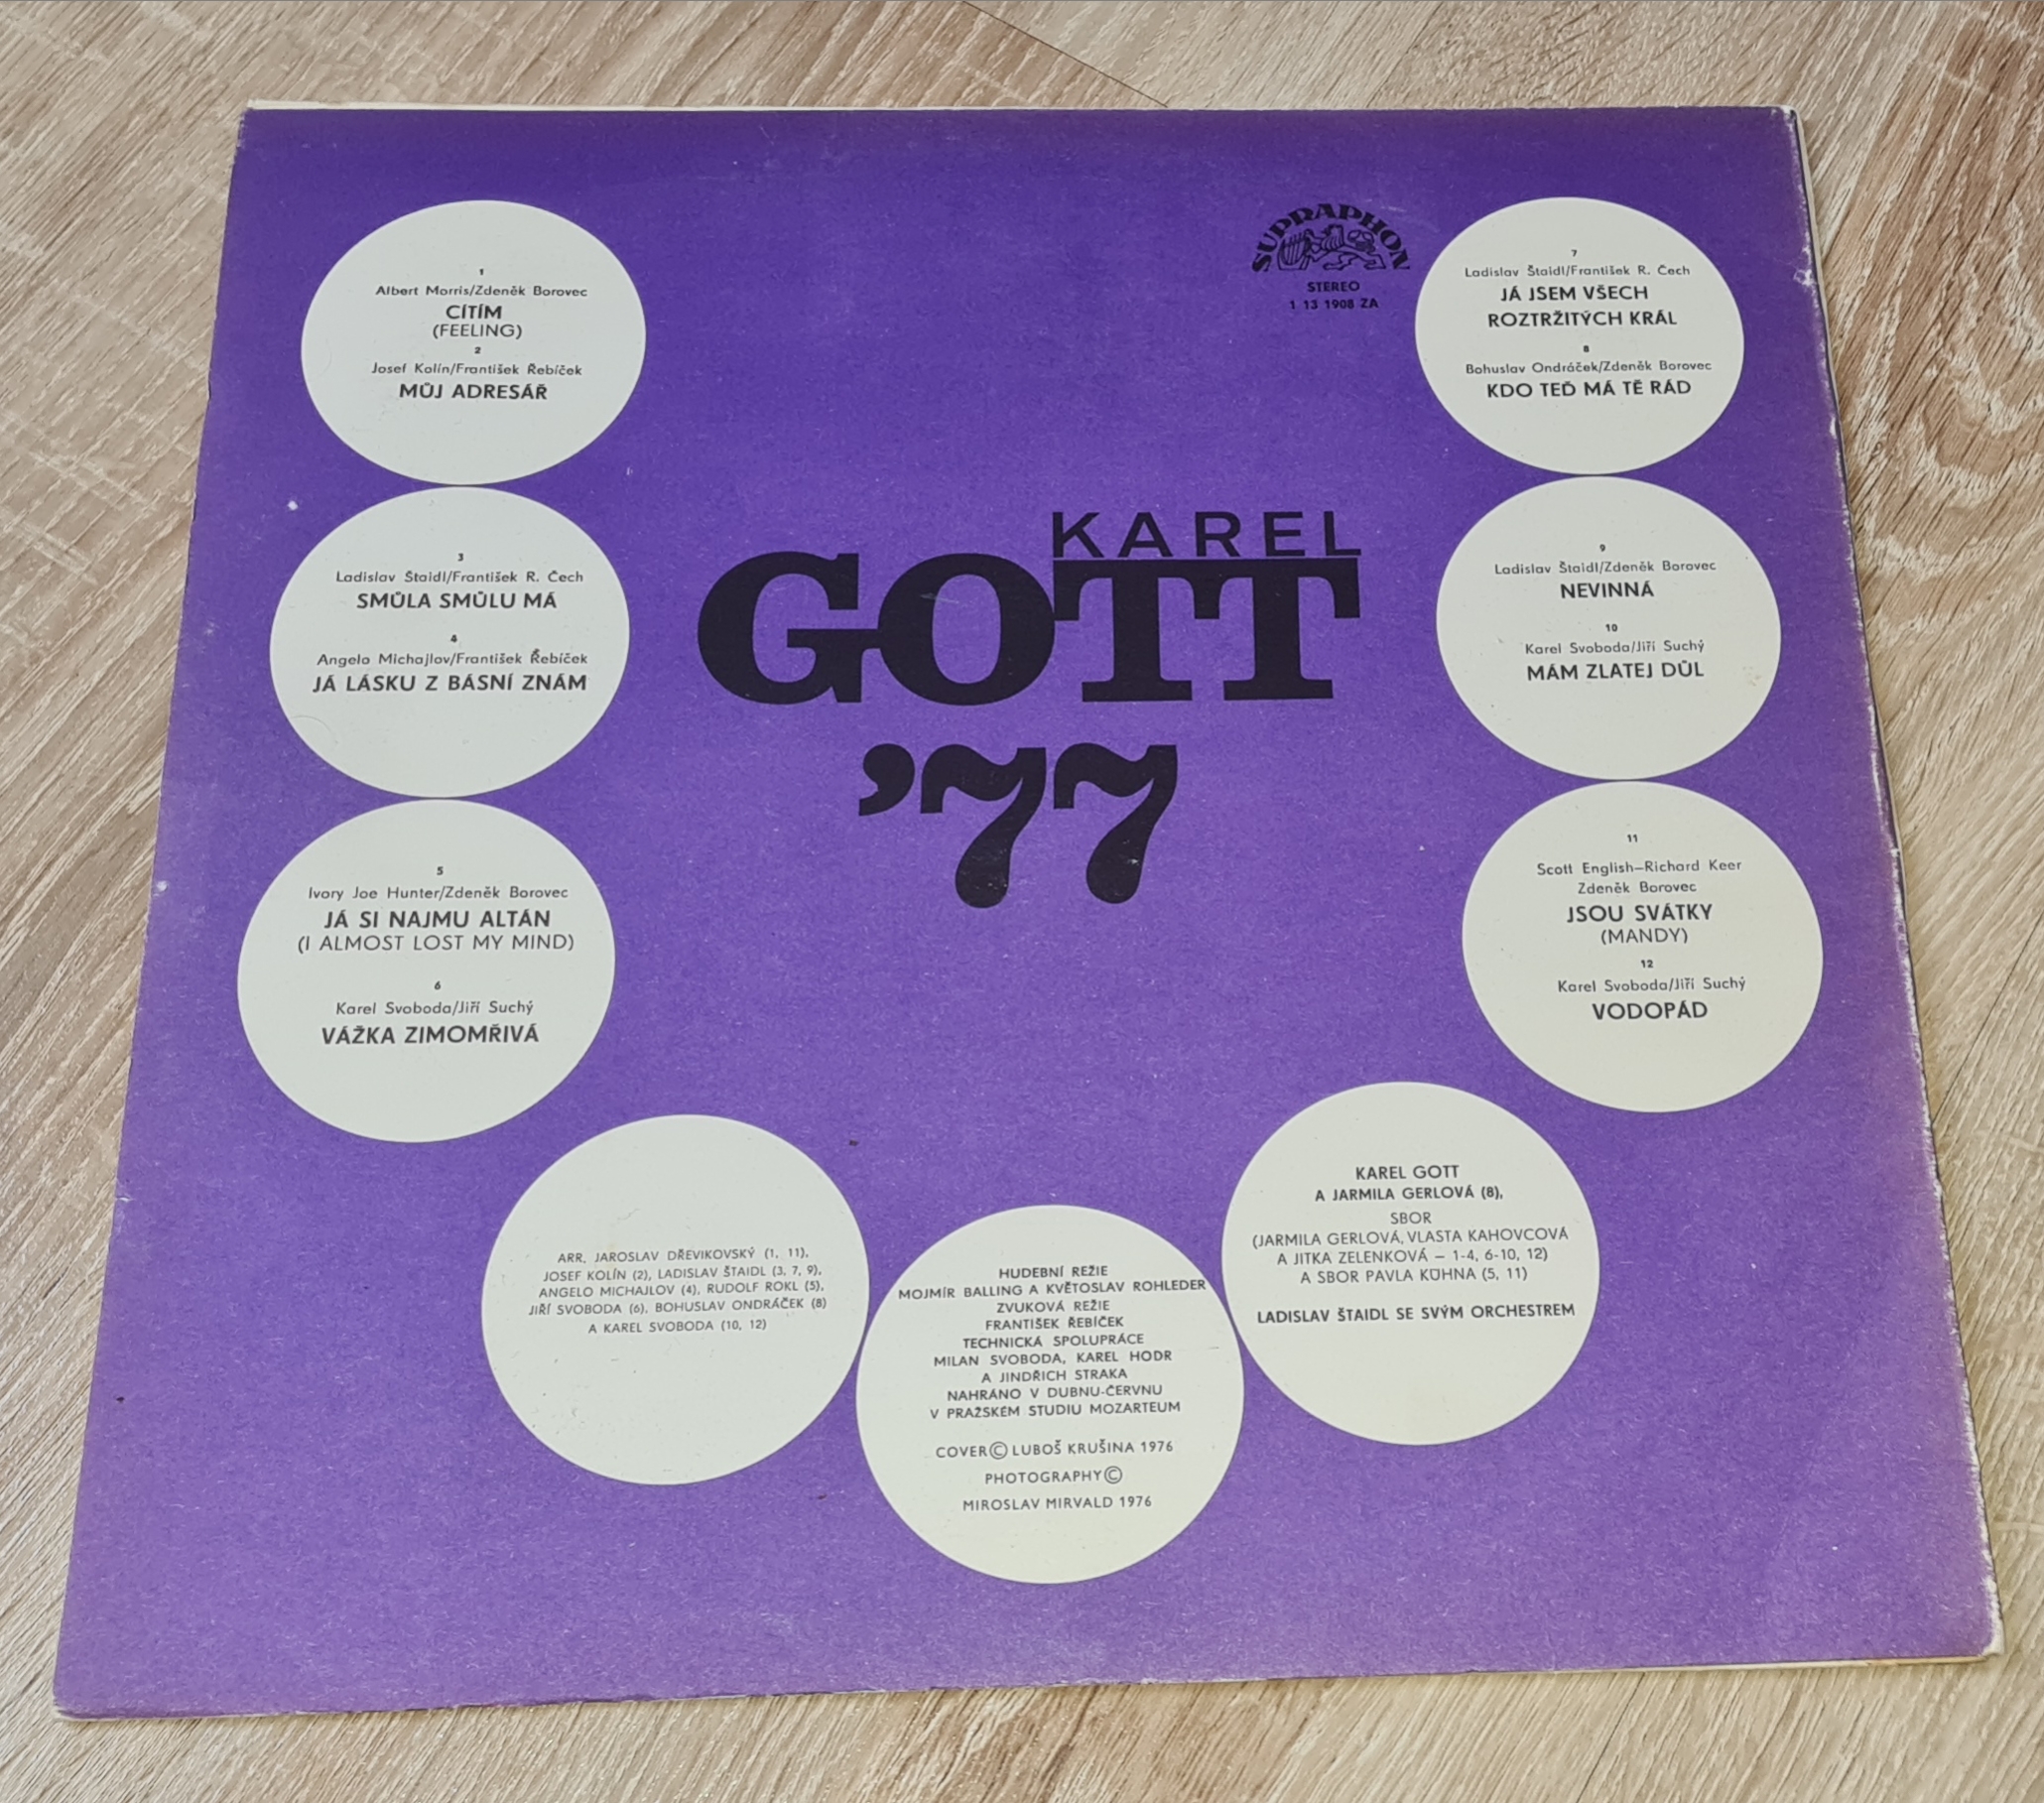 1
Albert Morris/Zdeněk Borovec
CÍTÍM
(FEELING)
2
Josef Kolín/František Řebíček
MŮJ ADRESÁŘ
3
Ladislav Štaidl/František R. Čech
SMŮLA SMŮLU MÁ
4
Angelo Michajlov/František Řebíček
JÁ LÁSKU Z BÁSNÍ ZNÁM
5
Ivory Joe Hunter/Zdeněk Borovec
JÁ SI NAJMU ALTÁN
(I ALMOST LOST MY MIND)
6
Karel Svoboda/Jiří Suchý
VÁŽKA ZIMOMŘIVÁ
SUPRAPHON
STEREO
1 13 1908 ZA
KAREL
GOTT
'77
7
Ladislav Štaidl/František R. Čech
JÁ JSEM VŠECH
ROZTRŽITÝCH KRÁL
8
Bohuslav Ondráček/Zdeněk Borovec
KDO TEĎ MÁ TĚ RÁD
9
Ladislav Štaidl/Zdeněk Borovec
NEVINNÁ
10
Karel Svoboda/Jiří Suchý
MÁM ZLATEJ DŮL
11
Scott English–Richard Keer
Zdeněk Borovec
JSOU SVÁTKY
(MANDY)
12
Karel Svoboda/Jiří Suchý
VODOPÁD
ARR. JAROSLAV DŘEVIKOVSKÝ (1, 11),
JOSEF KOLÍN (2), LADISLAV ŠTAIDL (3, 7, 9),
ANGELO MICHAJLOV (4), RUDOLF ROKL (5),
JIŘÍ SVOBODA (6), BOHUSLAV ONDRÁČEK (8)
A KAREL SVOBODA (10, 12)
HUDEBNÍ REŽIE
MOJMÍR BALLING A KVĚTOSLAV ROHLEDER
ZVUKOVÁ REŽIE
FRANTIŠEK ŘEBÍČEK
TECHNICKÁ SPOLUPRÁCE
MILAN SVOBODA, KAREL HODR
A JINDŘICH STRAKA
NAHRÁNO V DUBNU-ČERVNU
V PRAŽSKÉM STUDIU MOZARTEUM
COVER © LUBOŠ KRUŠINA 1976
PHOTOGRAPHY ©
MIROSLAV MIRVALD 1976
KAREL GOTT
A JARMILA GERLOVÁ (8),
SBOR
(JARMILA GERLOVÁ, VLASTA KAHOVCOVÁ
A JITKA ZELENKOVÁ – 1-4, 6-10, 12)
A SBOR PAVLA KÜHNA (5, 11)
LADISLAV ŠTAIDL SE SVÝM ORCHESTREM